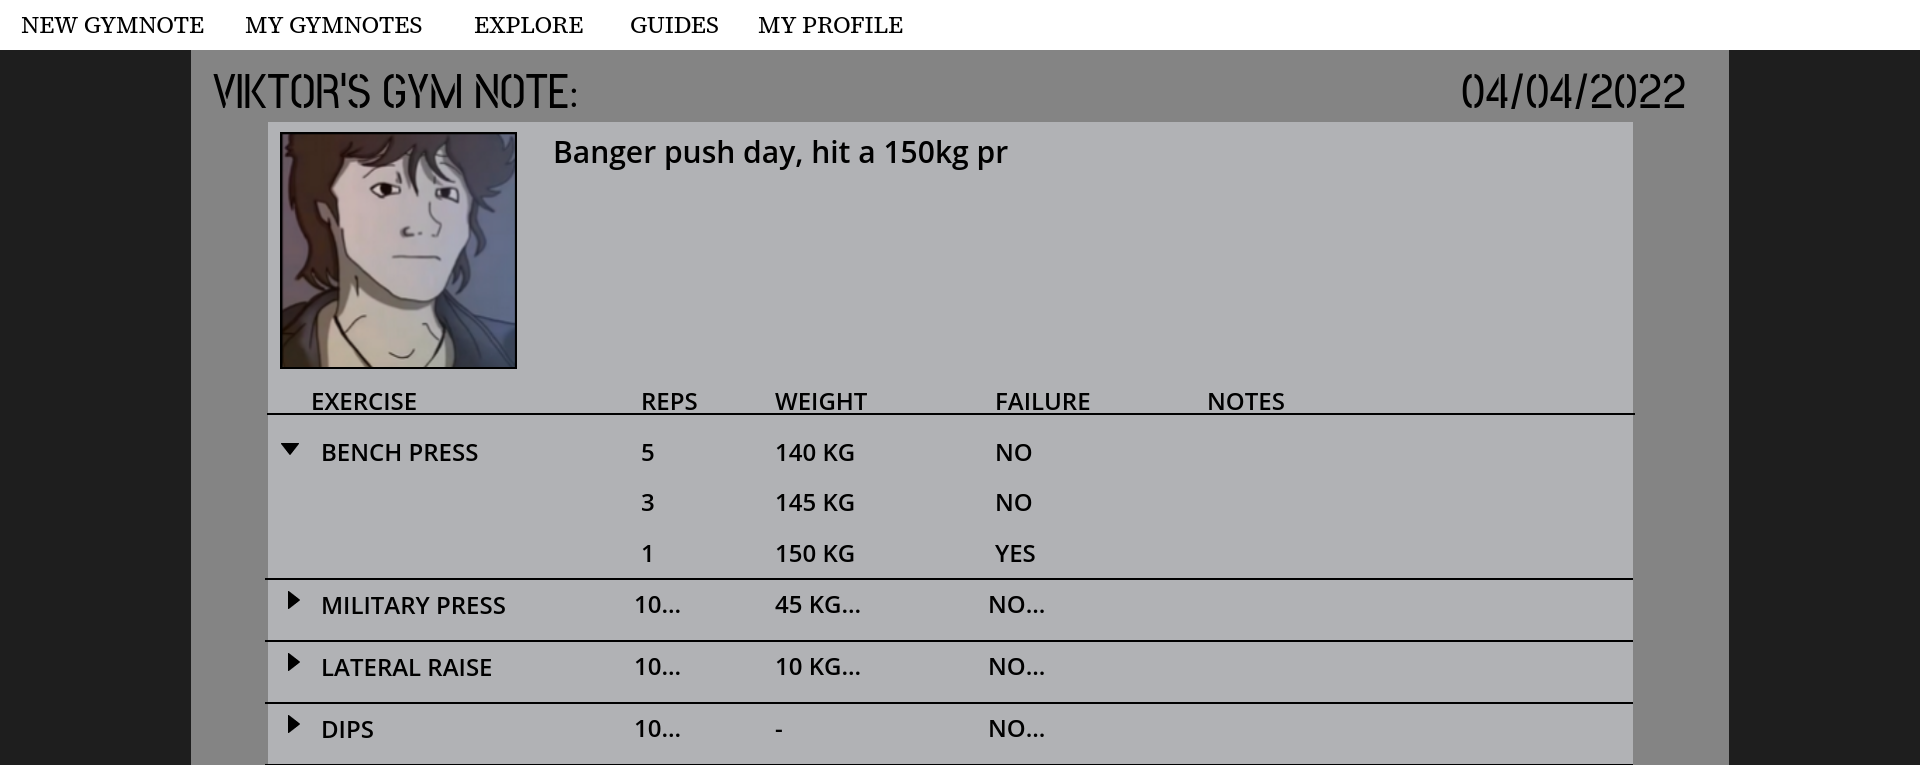 NEW GYMNOTE MY GYMNOTES EXPLORE GUIDES MY PROFILE
VIKTOR'S GYM NOTE: 04/04/2022
Banger push day, hit a 150kg pr
EXERCISE REPS WEIGHT FAILURE NOTES
BENCH PRESS 5 140 KG NO
3 145 KG NO
1 150 KG YES
MILITARY PRESS 10... 45 KG... NO...
LATERAL RAISE 10... 10 KG... NO...
DIPS 10... - NO...